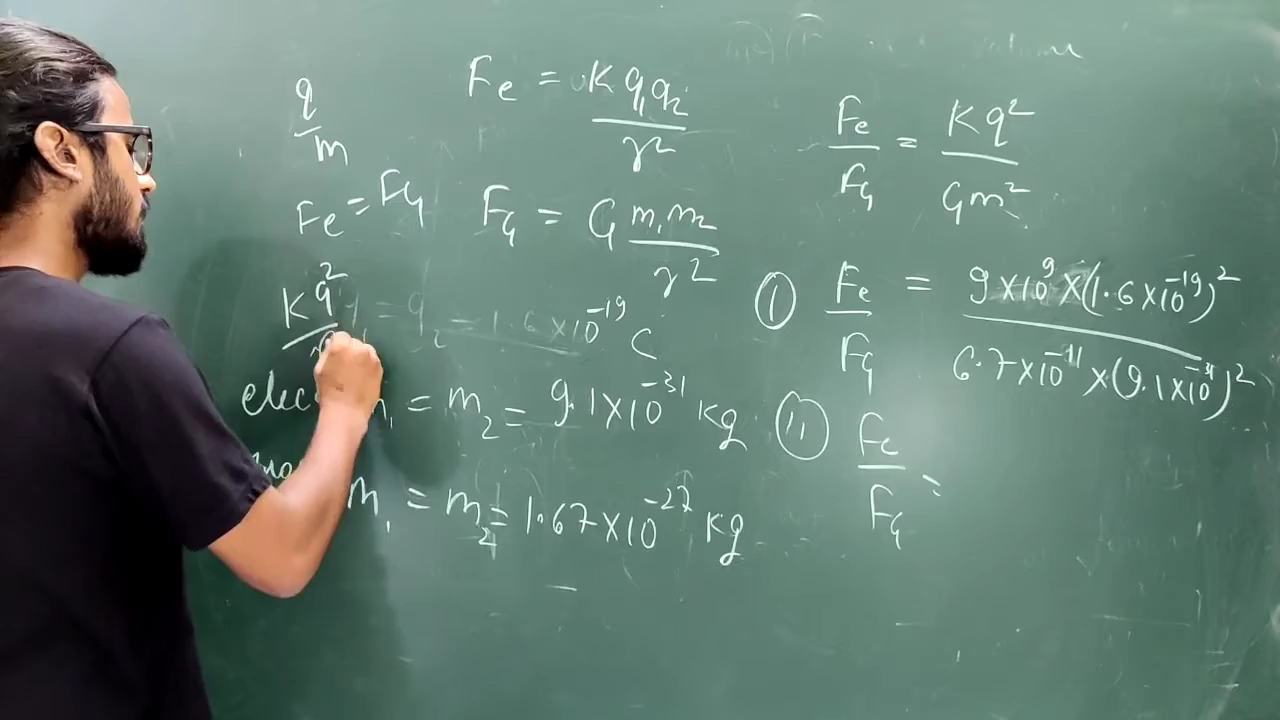 q/m
Fe = K q₁q₂/r²
Fe = FG
FG = G m₁m₂/r²
Kq²/
= q₂ = 1.6×10⁻¹⁹ C
elec m₁ = m₂ = 9.1×10⁻³¹ kg
m₁ = m₂ = 1.67×10⁻²⁷ kg
Fe/FG = Kq²/Gm²
① Fe/FG = 9×10⁹×(1.6×10⁻¹⁹)²/6.7×10⁻¹¹×(9.1×10⁻³¹)²
⑪ Fe/FG =